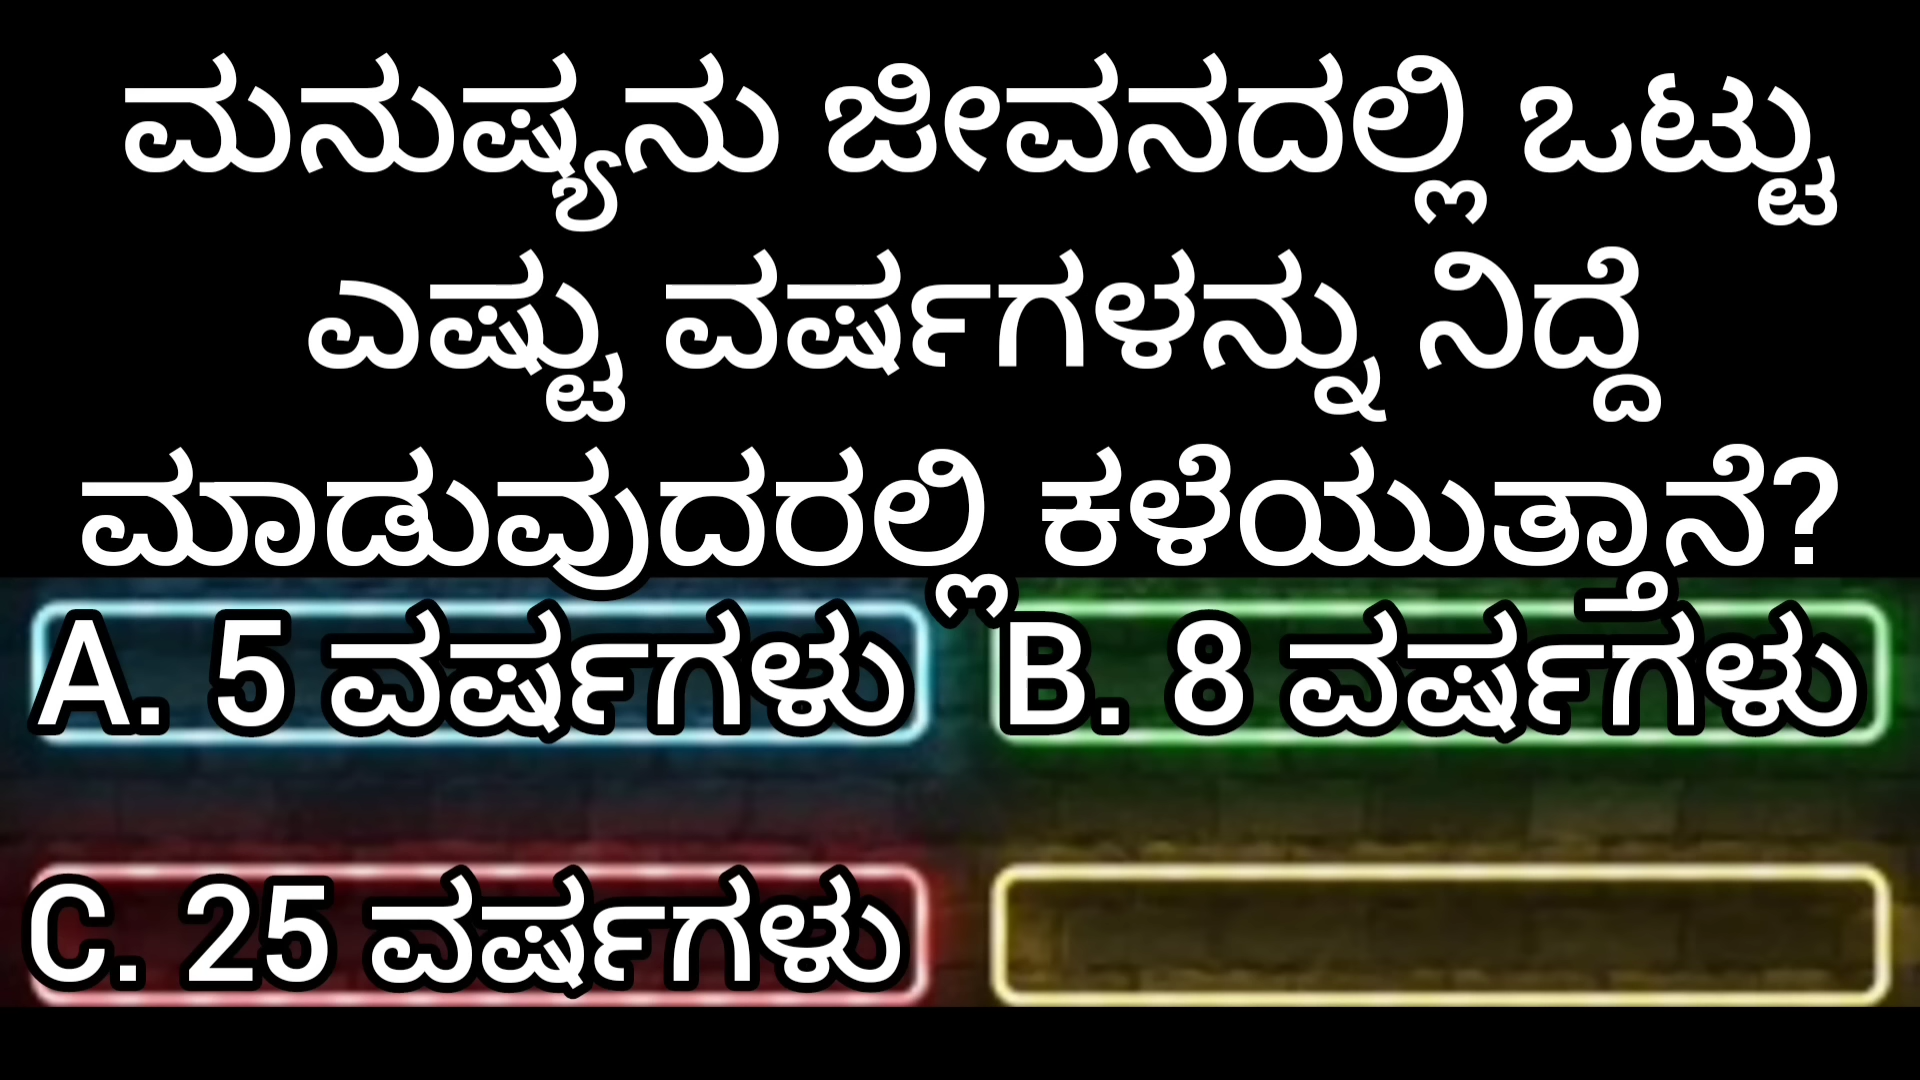 ಮನುಷ್ಯನು ಜೀವನದಲ್ಲಿ ಒಟ್ಟು
ಎಷ್ಟು ವರ್ಷಗಳನ್ನು ನಿದ್ದೆ
ಮಾಡುವುದರಲ್ಲಿ ಕಳೆಯುತ್ತಾನೆ?
A. 5 ವರ್ಷಗಳು
B. 8 ವರ್ಷಗಳು
C. 25 ವರ್ಷಗಳು